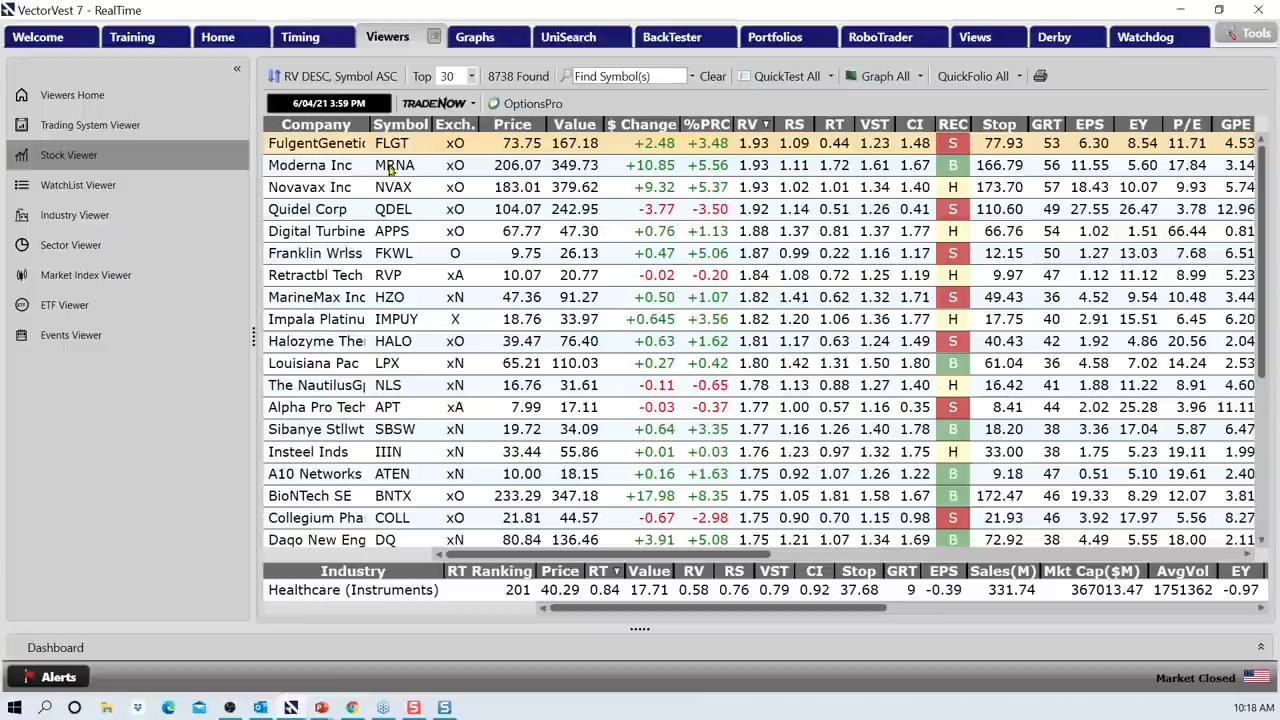 VectorVest 7 - RealTime
Welcome Training Home Timing Viewers Graphs UniSearch BackTester Portfolios RoboTrader Views Derby Watchdog Tools
Viewers Home
Trading System Viewer
Stock Viewer
WatchList Viewer
Industry Viewer
Sector Viewer
Market Index Viewer
ETF Viewer
Events Viewer
RV DESC, Symbol ASC Top 30 8738 Found Find Symbol(s) Clear QuickTest All Graph All QuickFolio All
6/04/21 3:59 PM TRADENOW OptionsPro
Company Symbol Exch. Price Value $ Change %PRC RV RS RT VST CI REC Stop GRT EPS EY P/E GPE
FulgentGenetic FLGT xO 73.75 167.18 +2.48 +3.48 1.93 1.09 0.44 1.23 1.48 S 77.93 53 6.30 8.54 11.71 4.53
Moderna Inc MRNA xO 206.07 349.73 +10.85 +5.56 1.93 1.11 1.72 1.61 1.67 B 166.79 56 11.55 5.60 17.84 3.14
Novavax Inc NVAX xO 183.01 379.62 +9.32 +5.37 1.93 1.02 1.01 1.34 1.40 H 173.70 57 18.43 10.07 9.93 5.74
Quidel Corp QDEL xO 104.07 242.95 -3.77 -3.50 1.92 1.14 0.51 1.26 0.41 S 110.60 49 27.55 26.47 3.78 12.96
Digital Turbine APPS xO 67.77 47.30 +0.76 +1.13 1.88 1.37 0.81 1.37 1.77 H 66.76 54 1.02 1.51 66.44 0.81
Franklin Wrlss FKWL O 9.75 26.13 +0.47 +5.06 1.87 0.99 0.22 1.16 1.17 S 12.15 50 1.27 13.03 7.68 6.51
Retractbl Tech RVP xA 10.07 20.77 -0.02 -0.20 1.84 1.08 0.72 1.25 1.19 H 9.97 47 1.12 11.12 8.99 5.23
MarineMax Inc HZO xN 47.36 91.27 +0.50 +1.07 1.82 1.41 0.62 1.32 1.71 S 49.43 36 4.52 9.54 10.48 3.44
Impala Platinu IMPUY X 18.76 33.97 +0.645 +3.56 1.82 1.20 1.06 1.36 1.77 H 17.75 40 2.91 15.51 6.45 6.20
Halozyme Ther HALO xO 39.47 76.40 +0.63 +1.62 1.81 1.17 0.63 1.24 1.49 S 40.43 42 1.92 4.86 20.56 2.04
Louisiana Pac LPX xN 65.21 110.03 +0.27 +0.42 1.80 1.42 1.31 1.50 1.80 B 61.04 36 4.58 7.02 14.24 2.53
The NautilusGp NLS xN 16.76 31.61 -0.11 -0.65 1.78 1.13 0.88 1.27 1.40 H 16.42 41 1.88 11.22 8.91 4.60
Alpha Pro Tech APT xA 7.99 17.11 -0.03 -0.37 1.77 1.00 0.57 1.16 0.35 S 8.41 44 2.02 25.28 3.96 11.11
Sibanye Stllwt SBSW xN 19.72 34.09 +0.64 +3.35 1.77 1.16 1.26 1.40 1.78 B 18.20 38 3.36 17.04 5.87 6.47
Insteel Inds IIIN xN 33.44 55.86 +0.01 +0.03 1.76 1.23 0.97 1.32 1.75 H 33.00 38 1.75 5.23 19.11 1.99
A10 Networks ATEN xN 10.00 18.15 +0.16 +1.63 1.75 0.92 1.07 1.26 1.22 B 9.18 47 0.51 5.10 19.61 2.40
BioNTech SE BNTX xO 233.29 347.18 +17.98 +8.35 1.75 1.05 1.81 1.58 1.67 B 172.47 46 19.33 8.29 12.07 3.81
Collegium Pha COLL xO 21.81 44.57 -0.67 -2.98 1.75 0.90 0.70 1.15 0.98 S 21.93 46 3.92 17.97 5.56 8.27
Daqo New Eng DQ xN 80.84 136.46 +3.91 +5.08 1.75 1.21 1.07 1.34 1.69 B 72.92 38 4.49 5.55 18.00 2.11
Industry RT Ranking Price RT Value RV RS VST CI Stop GRT EPS Sales(M) Mkt Cap($M) AvgVol EY
Healthcare (Instruments) 201 40.29 0.84 17.71 0.58 0.76 0.79 0.92 37.68 9 -0.39 331.74 367013.47 1751362 -0.97
Dashboard
Alerts Market Closed
10:18 AM